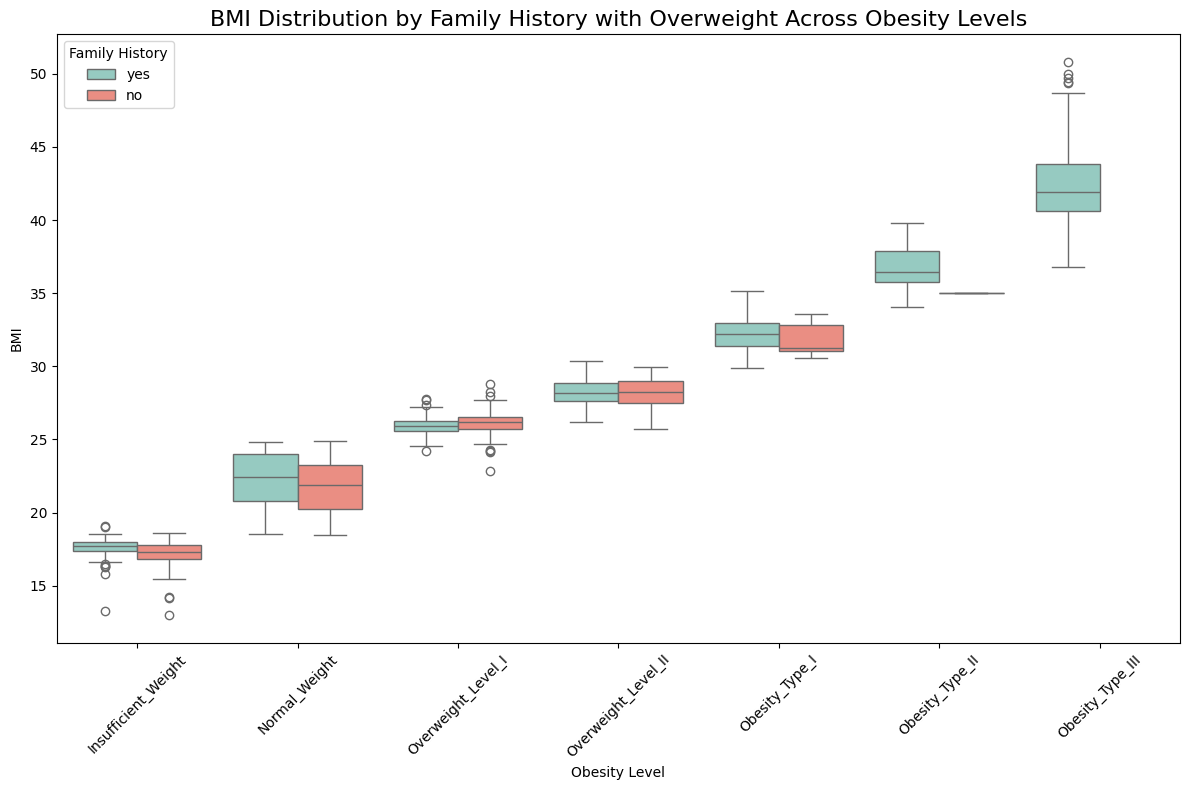 BMI Distribution by Family History with Overweight Across Obesity Levels
Family History
yes
no
50
45
40
35
30
25
20
15
BMI
Insufficient_Weight
Normal_Weight
Overweight_Level_I
Overweight_Level_II
Obesity_Type_I
Obesity_Type_II
Obesity_Type_III
Obesity Level